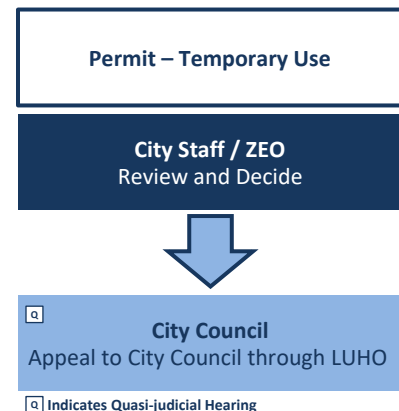 Permit – Temporary Use
City Staff / ZEO
Review and Decide
Q
City Council
Appeal to City Council through LUHO
Q Indicates Quasi-judicial Hearing